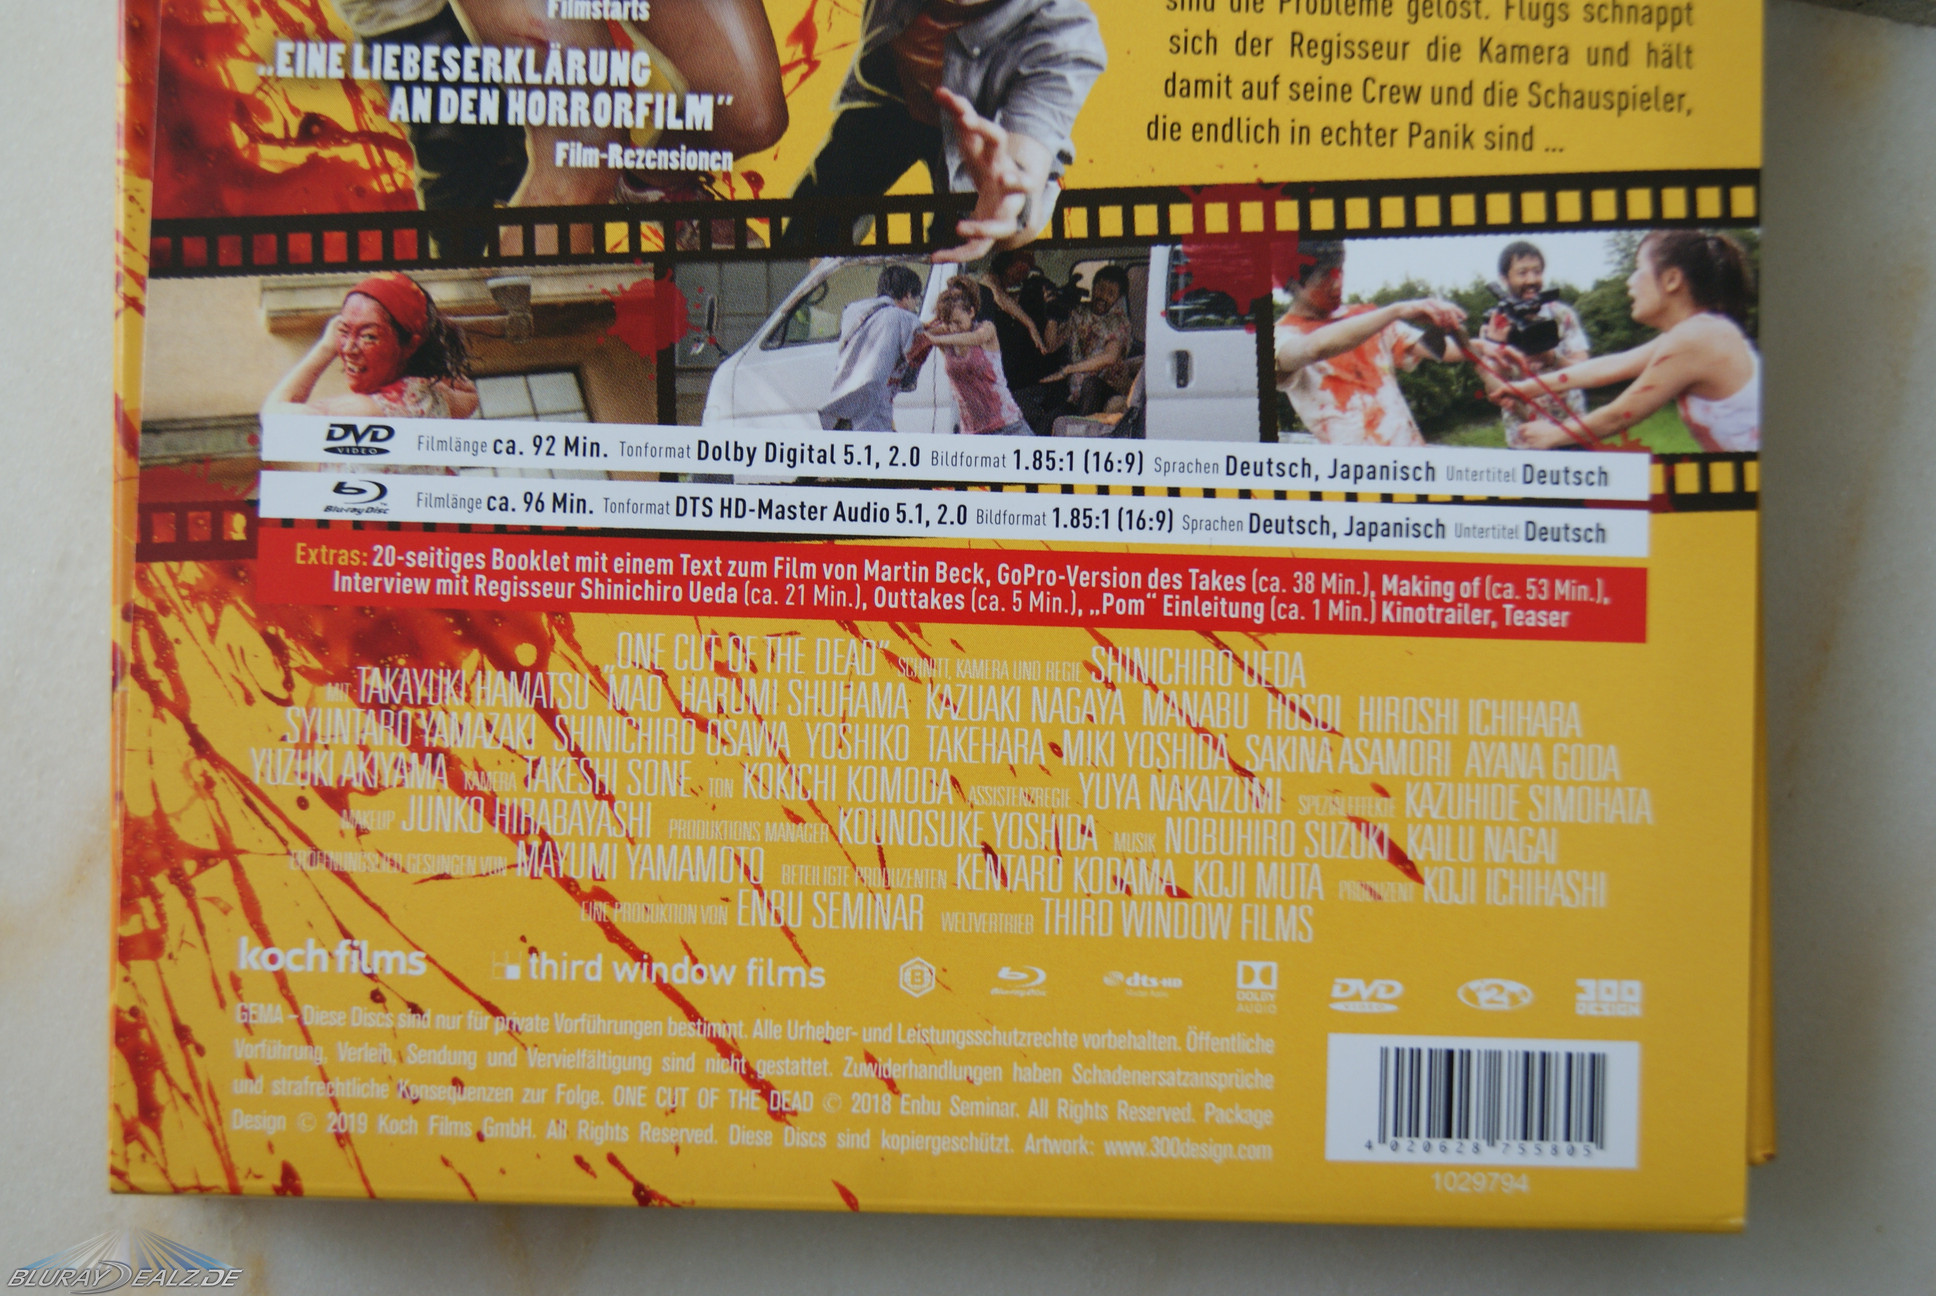 Filmstarts
„EINE LIEBESERKLÄRUNG
AN DEN HORRORFILM"
Film-Rezensionen
sind die Probleme gelöst. Flugs schnappt
sich der Regisseur die Kamera und hält
damit auf seine Crew und die Schauspieler,
die endlich in echter Panik sind ...
DVD VIDEO Filmlänge ca. 92 Min. Tonformat Dolby Digital 5.1, 2.0 Bildformat 1.85:1 (16:9) Sprachen Deutsch, Japanisch Untertitel Deutsch
Blu-ray Disc Filmlänge ca. 96 Min. Tonformat DTS HD-Master Audio 5.1, 2.0 Bildformat 1.85:1 (16:9) Sprachen Deutsch, Japanisch Untertitel Deutsch
Extras: 20-seitiges Booklet mit einem Text zum Film von Martin Beck, GoPro-Version des Takes (ca. 38 Min.), Making of (ca. 53 Min.),
Interview mit Regisseur Shinichiro Ueda (ca. 21 Min.), Outtakes (ca. 5 Min.), „Pom" Einleitung (ca. 1 Min.) Kinotrailer, Teaser
„ONE CUT OF THE DEAD" SCHNITT, KAMERA UND REGIE SHINICHIRO UEDA
MIT TAKAYUKI HAMATSU MAO HARUMI SHUHAMA KAZUAKI NAGAYA MANABU HOSOI HIROSHI ICHIHARA
SYUNTARO YAMAZAKI SHINICHIRO OSAWA YOSHIKO TAKEHARA MIKI YOSHIDA SAKINA ASAMORI AYANA GODA
YUZUKI AKIYAMA KAMERA TAKESHI SONE TON KOKICHI KOMODA ASSISTENZREGIE YUYA NAKAIZUMI SPEZIALEFFEKTE KAZUHIDE SIMOHATA
MAKEUP JUNKO HIRABAYASHI PRODUKTIONS MANAGER KOUNOSUKE YOSHIDA MUSIK NOBUHIRO SUZUKI KAILU NAGAI
ERÖFFNUNGSLIED GESUNGEN VON MAYUMI YAMAMOTO BETEILIGTE PRODUZENTEN KENTARO KODAMA KOJI MUTA PRODUZENT KOJI ICHIHASHI
EINE PRODUKTION VON ENBU SEMINAR WELTVERTRIEB THIRD WINDOW FILMS
koch films third window films B Blu-ray Disc dts-HD DOLBY AUDIO DVD VIDEO 2 300 DESIGN
GEMA – Diese Discs sind nur für private Vorführungen bestimmt. Alle Urheber- und Leistungsschutzrechte vorbehalten. Öffentliche
Vorführung, Verleih, Sendung und Vervielfältigung sind nicht gestattet. Zuwiderhandlungen haben Schadenersatzansprüche
und strafrechtliche Konsequenzen zur Folge. ONE CUT OF THE DEAD © 2018 Enbu Seminar. All Rights Reserved. Package
Design © 2019 Koch Films GmbH. All Rights Reserved. Diese Discs sind kopiergeschützt. Artwork: www.300design.com
4 020628 755805
1029794
BLURAYDEALZ.DE